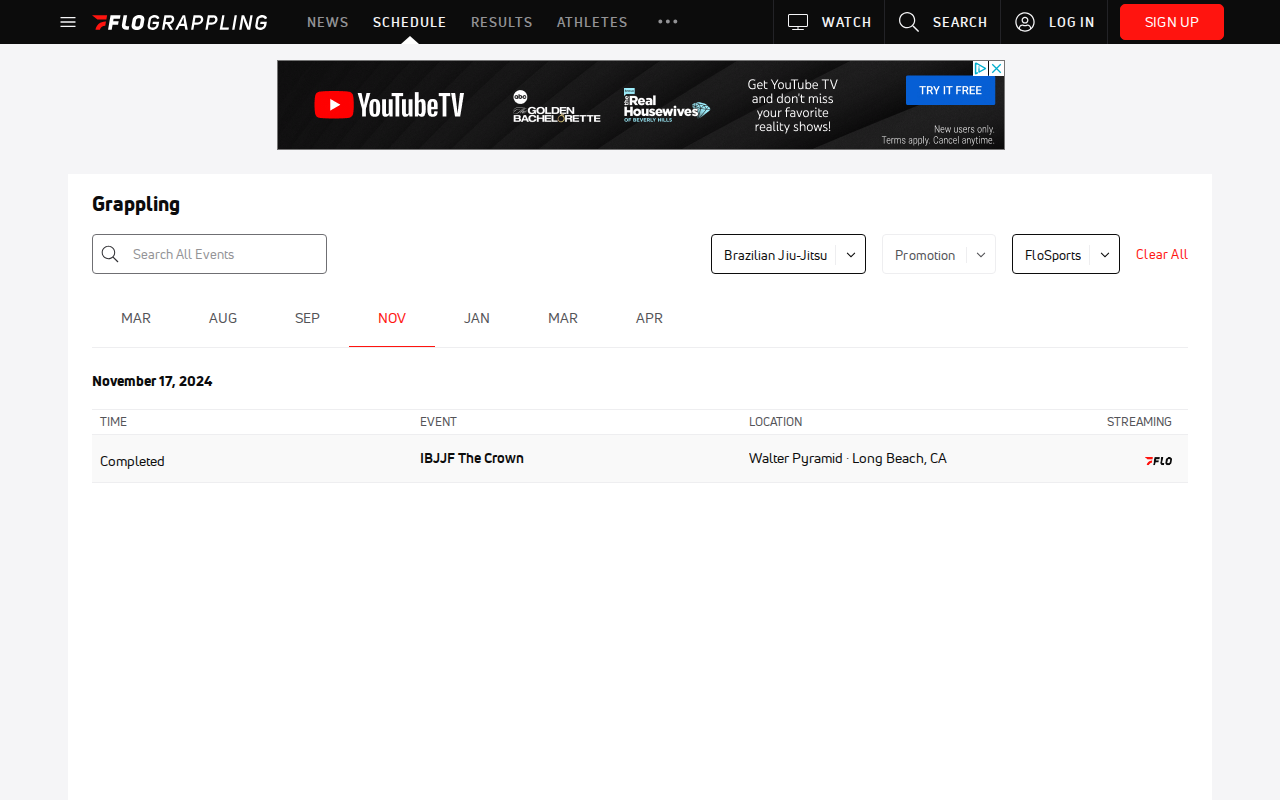 FLOGRAPPLING
NEWS
SCHEDULE
RESULTS
ATHLETES
WATCH
SEARCH
LOG IN
SIGN UP
YouTubeTV
abc
THE GOLDEN
BACHELORETTE
the Real
Housewives
OF BEVERLY HILLS
Get YouTube TV
and don't miss
your favorite
reality shows!
TRY IT FREE
New users only.
Terms apply. Cancel anytime.
Grappling
Search All Events
Brazilian Jiu-Jitsu
Promotion
FloSports
Clear All
MAR
AUG
SEP
NOV
JAN
MAR
APR
November 17, 2024
TIME
EVENT
LOCATION
STREAMING
Completed
IBJJF The Crown
Walter Pyramid · Long Beach, CA
FLO